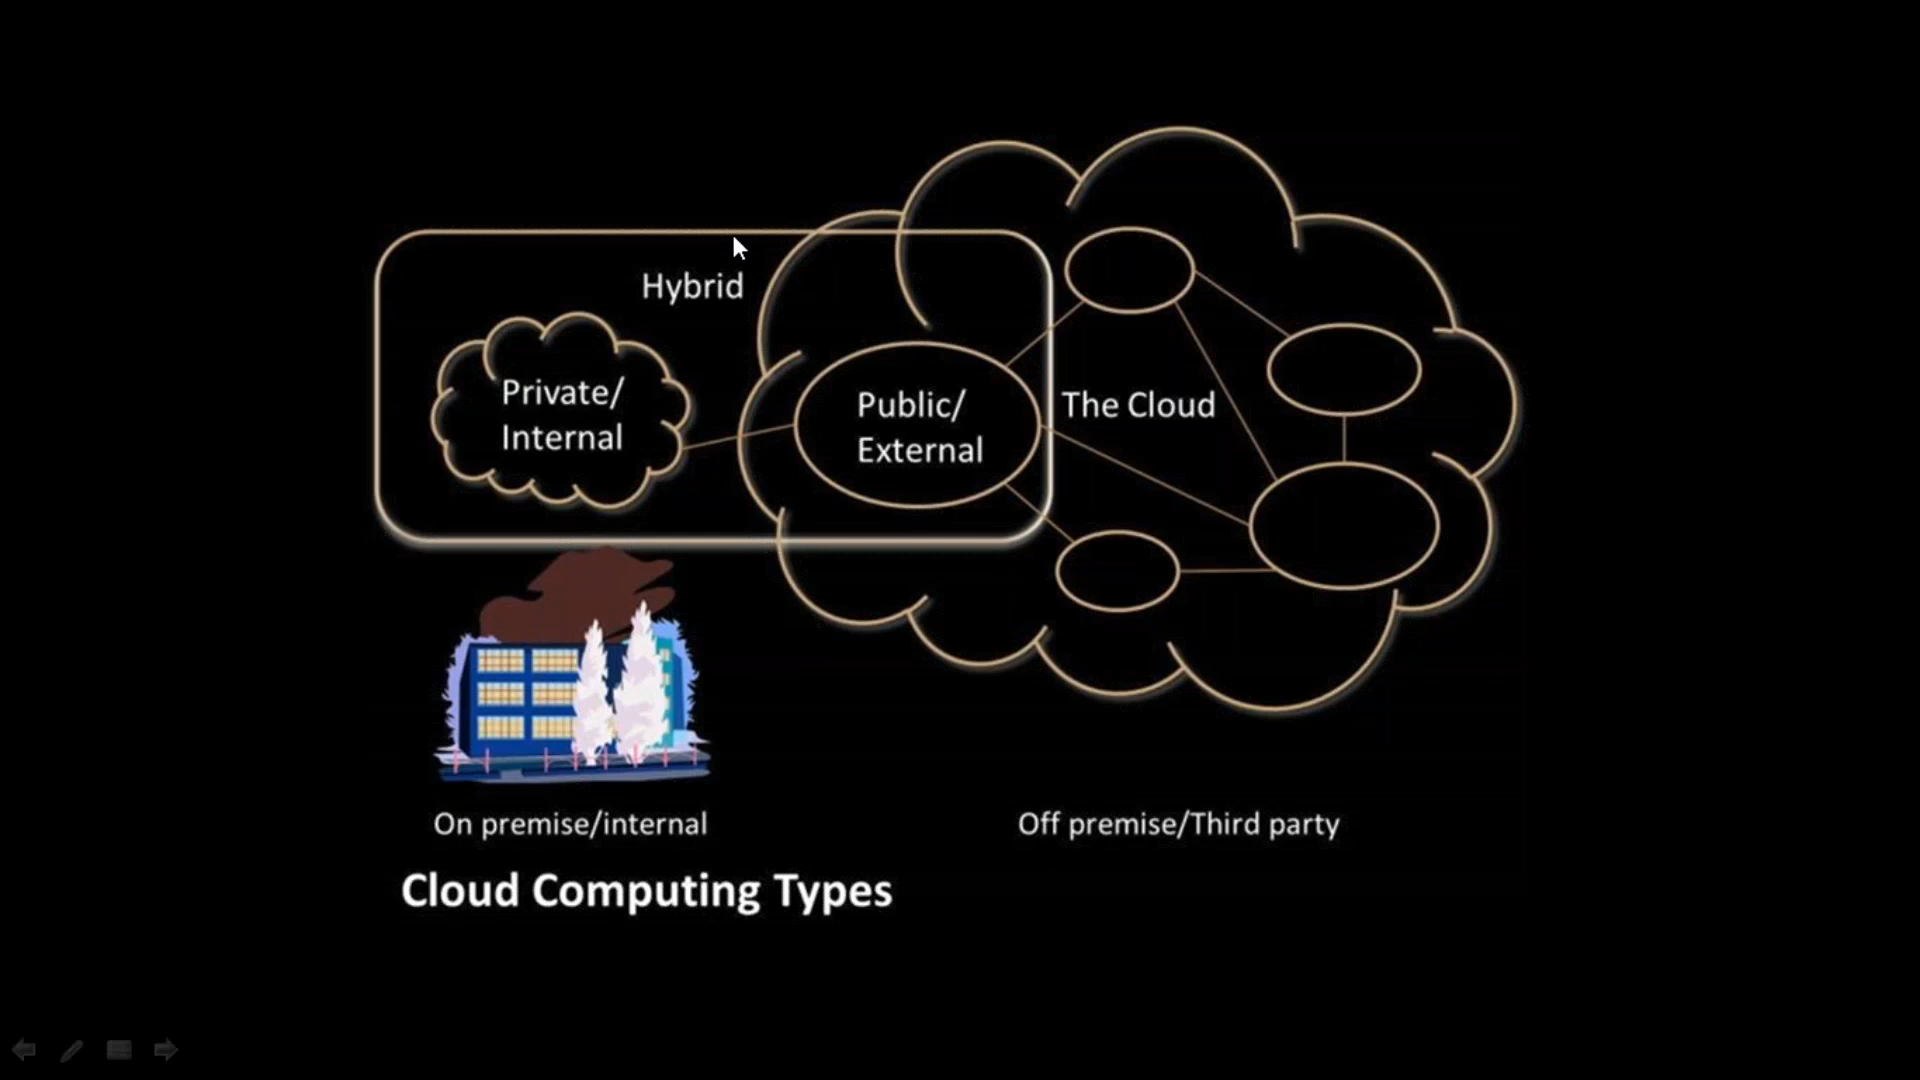 Hybrid
Private/
Internal
Public/
External
The Cloud
On premise/internal
Off premise/Third party
Cloud Computing Types